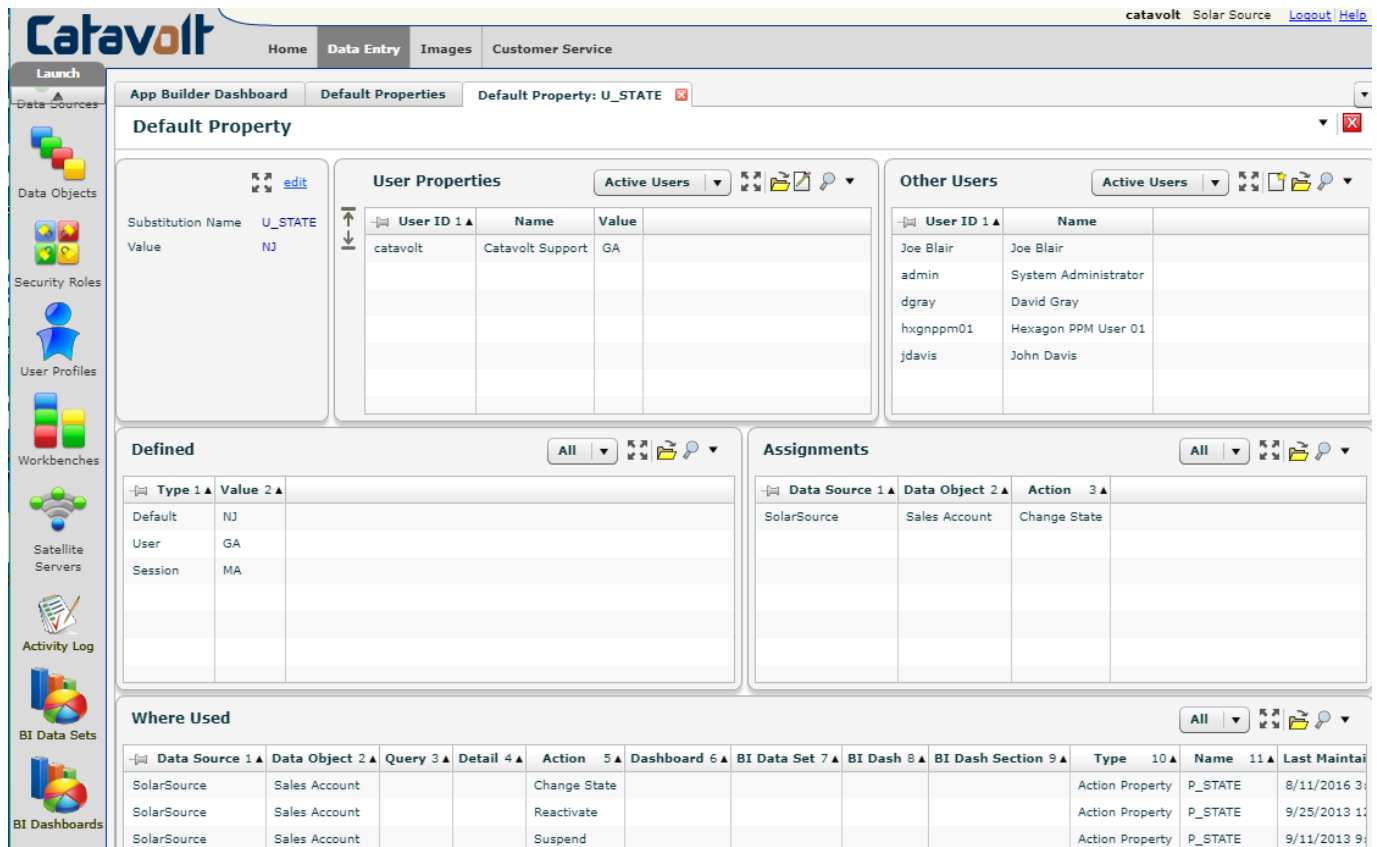 catavolt Solar Source Logout Help
Catavolt
Home Data Entry Images Customer Service
Launch
Data Sources
Data Objects
Security Roles
User Profiles
Workbenches
Satellite
Servers
Activity Log
BI Data Sets
BI Dashboards
App Builder Dashboard Default Properties Default Property: U_STATE
Default Property
edit
Substitution Name U_STATE
Value NJ
User Properties Active Users
User ID 1 Name Value
catavolt Catavolt Support GA
Other Users Active Users
User ID 1 Name
Joe Blair Joe Blair
admin System Administrator
dgray David Gray
hxgnppm01 Hexagon PPM User 01
jdavis John Davis
Defined All
Type 1 Value 2
Default NJ
User GA
Session MA
Assignments All
Data Source 1 Data Object 2 Action 3
SolarSource Sales Account Change State
Where Used All
Data Source 1 Data Object 2 Query 3 Detail 4 Action 5 Dashboard 6 BI Data Set 7 BI Dash 8 BI Dash Section 9 Type 10 Name 11 Last Maintai
SolarSource Sales Account Change State Action Property P_STATE 8/11/2016 3:
SolarSource Sales Account Reactivate Action Property P_STATE 9/25/2013 12
SolarSource Sales Account Suspend Action Property P_STATE 9/11/2013 9: